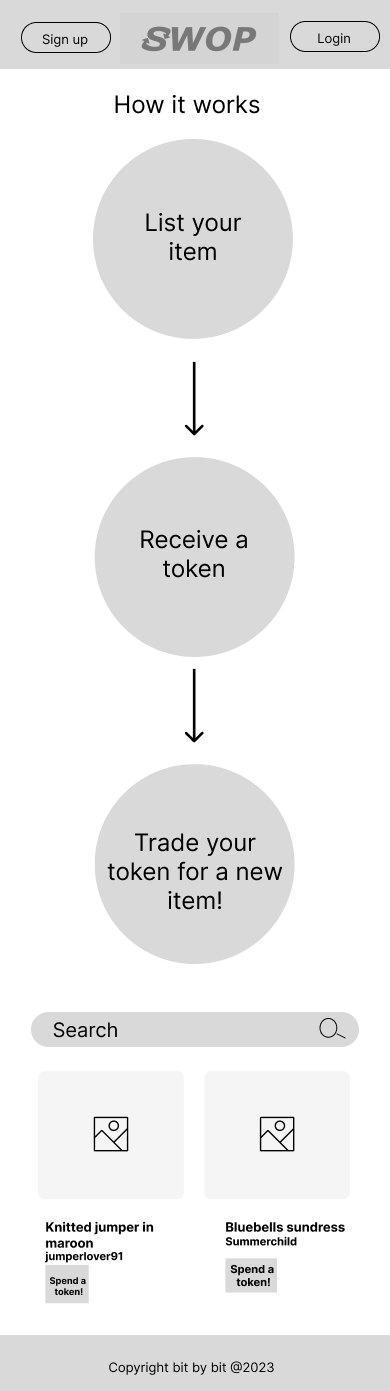 Sign up
SWOP
Login
How it works
List your
item
Receive a
token
Trade your
token for a new
item!
Search
Knitted jumper in
maroon
jumperlover91
Spend a
token!
Bluebells sundress
Summerchild
Spend a
token!
Copyright bit by bit @2023